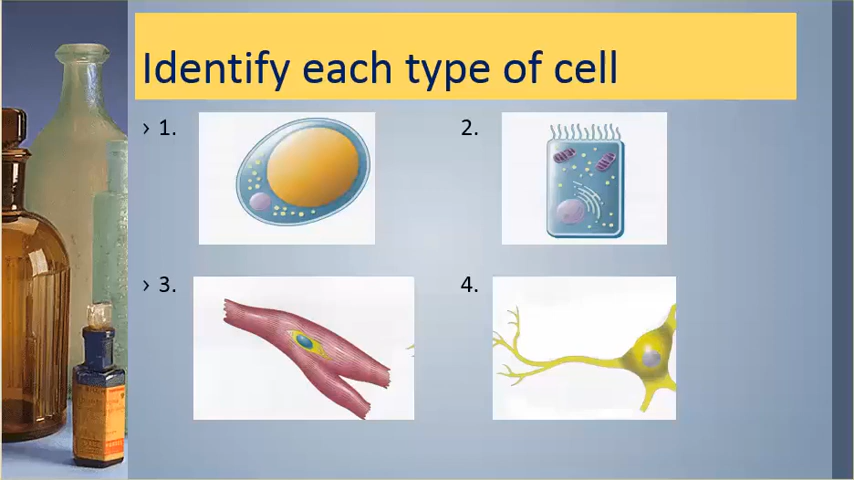 Identify each type of cell
› 1.
2.
› 3.
4.